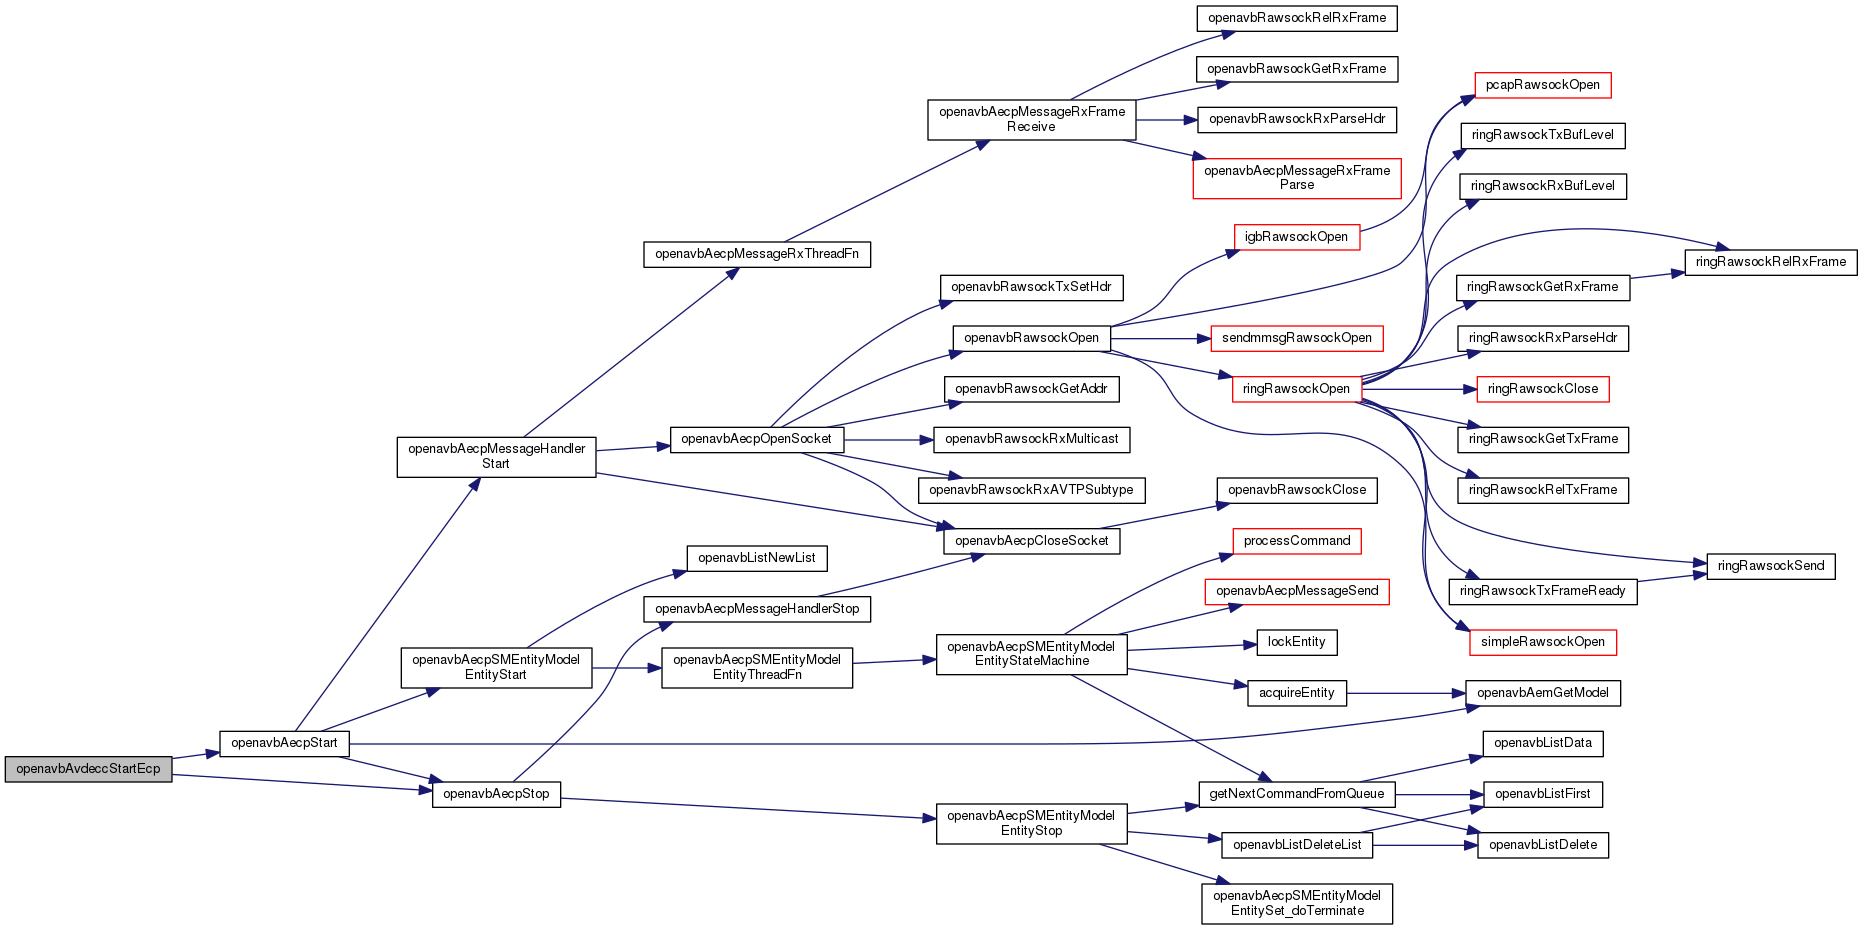 openavbAvdeccStartEcp
openavbAecpStart
openavbAecpMessageHandler
Start
openavbAecpSMEntityModel
EntityStart
openavbAecpStop
openavbAecpMessageRxThreadFn
openavbAecpOpenSocket
openavbListNewList
openavbAecpMessageHandlerStop
openavbAecpSMEntityModel
EntityThreadFn
openavbAecpMessageRxFrame
Receive
openavbRawsockTxSetHdr
openavbRawsockOpen
openavbRawsockGetAddr
openavbRawsockRxMulticast
openavbRawsockRxAVTPSubtype
openavbAecpCloseSocket
openavbAecpSMEntityModel
EntityStateMachine
openavbAecpSMEntityModel
EntityStop
openavbRawsockRelRxFrame
openavbRawsockGetRxFrame
openavbRawsockRxParseHdr
openavbAecpMessageRxFrame
Parse
igbRawsockOpen
sendmmsgRawsockOpen
ringRawsockOpen
openavbRawsockClose
processCommand
openavbAecpMessageSend
lockEntity
acquireEntity
getNextCommandFromQueue
openavbListDeleteList
openavbAecpSMEntityModel
EntitySet_doTerminate
pcapRawsockOpen
ringRawsockTxBufLevel
ringRawsockRxBufLevel
ringRawsockGetRxFrame
ringRawsockRxParseHdr
ringRawsockClose
ringRawsockGetTxFrame
ringRawsockRelTxFrame
ringRawsockTxFrameReady
simpleRawsockOpen
openavbAemGetModel
openavbListData
openavbListFirst
openavbListDelete
ringRawsockRelRxFrame
ringRawsockSend